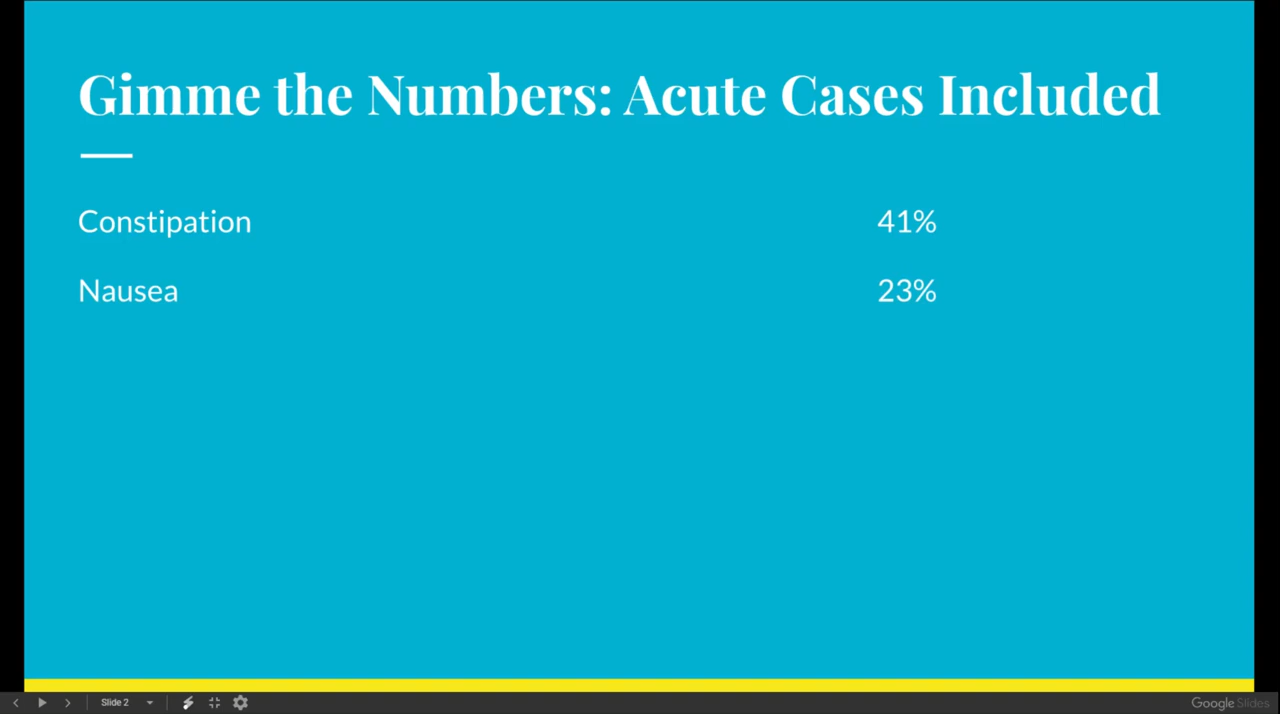 Gimme the Numbers: Acute Cases Included
Constipation 41%
Nausea 23%
Slide 2
Google Slides